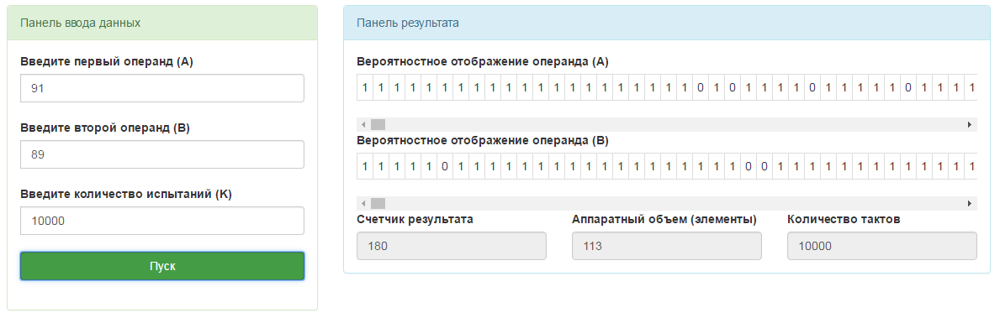 Панель ввода данных
Введите первый операнд (A)
91
Введите второй операнд (B)
89
Введите количество испытаний (K)
10000
Пуск
Панель результата
Вероятностное отображение операнда (A)
1 1 1 1 1 1 1 1 1 1 1 1 1 1 1 1 1 1 1 1 1 0 1 0 1 1 1 1 0 1 1 1 1 1 0 1 1 1 1
Вероятностное отображение операнда (B)
1 1 1 1 1 0 1 1 1 1 1 1 1 1 1 1 1 1 1 1 1 1 1 1 0 0 1 1 1 1 1 1 1 1 1 1 1 1 1
Счетчик результата Аппаратный объем (элементы) Количество тактов
180 113 10000